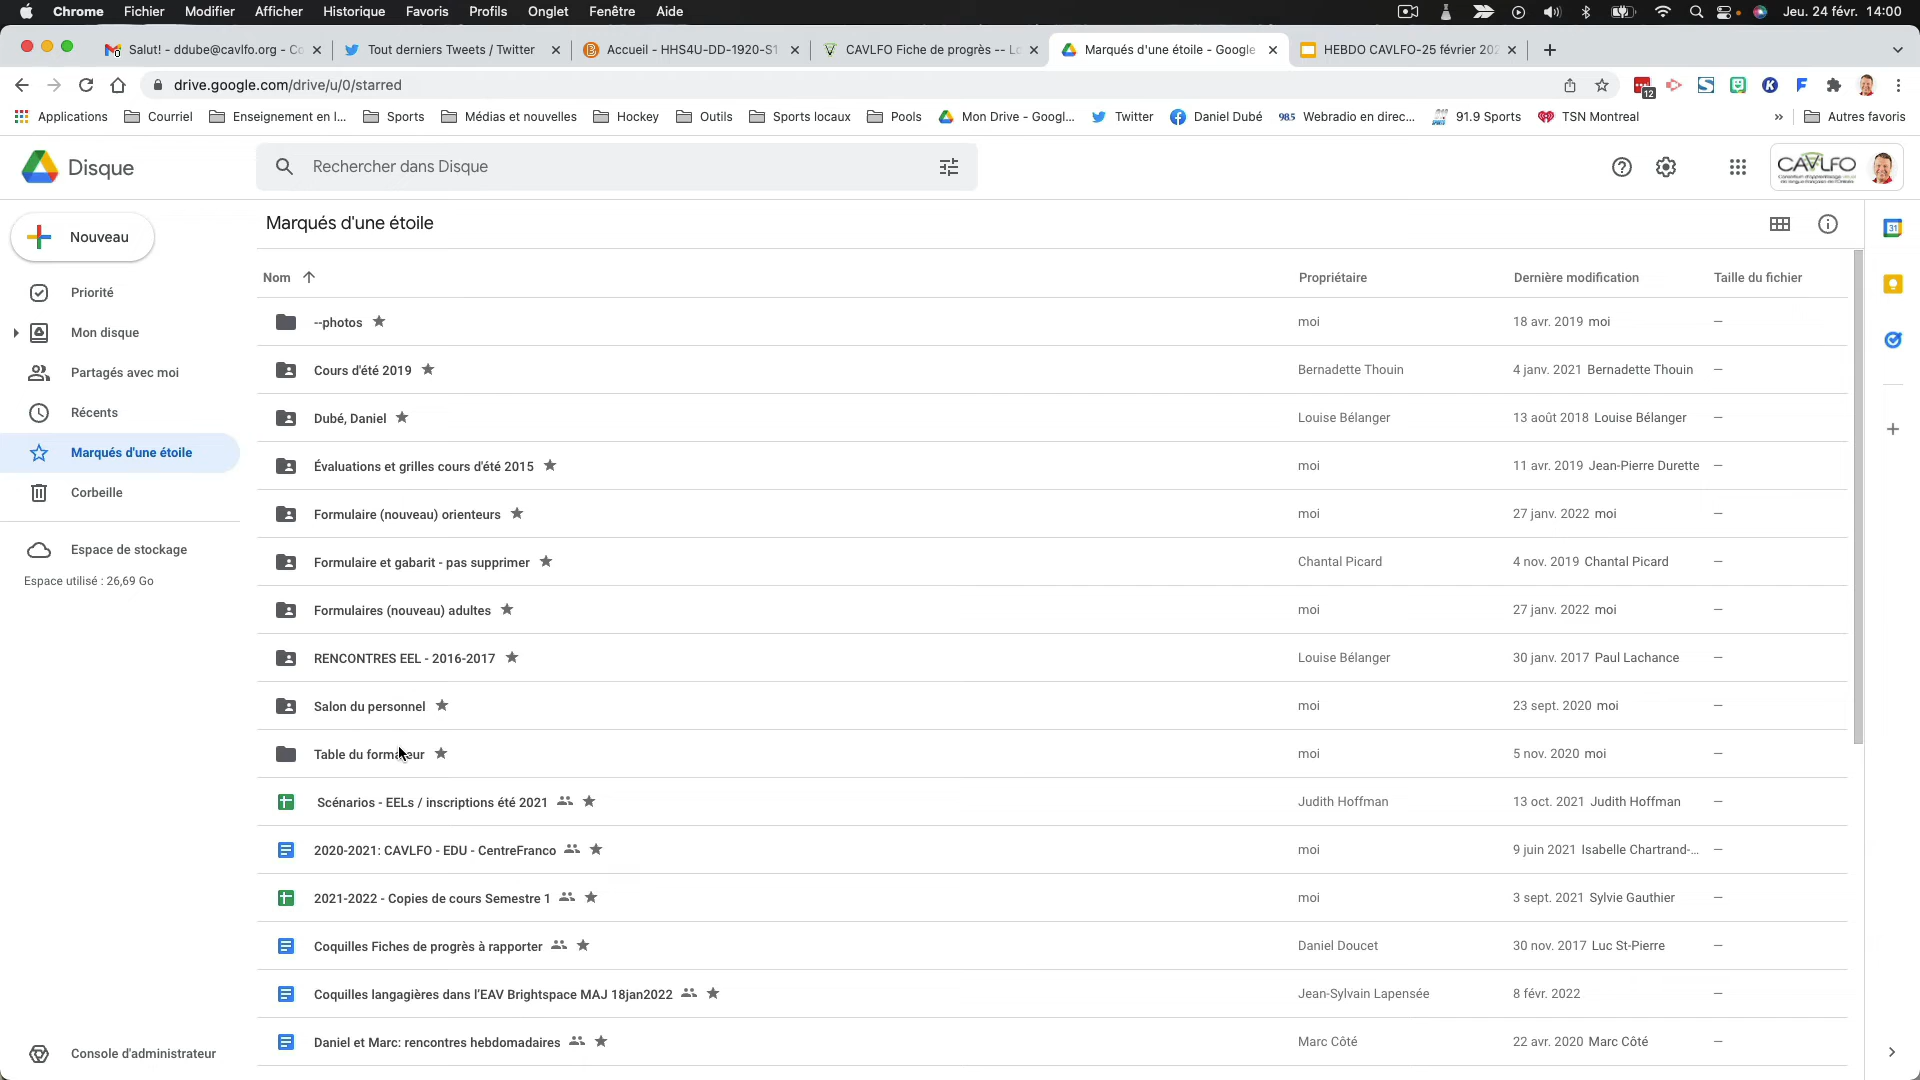 Chrome Fichier Modifier Afficher Historique Favoris Profils Onglet Fenêtre Aide Jeu. 24 févr. 14:00
Salut! - ddube@cavlfo.org - Co Tout derniers Tweets / Twitter Accueil - HHS4U-DD-1920-S1 CAVLFO Fiche de progrès -- Lo Marqués d'une étoile - Google HEBDO CAVLFO-25 février 202
drive.google.com/drive/u/0/starred 12
Applications Courriel Enseignement en l... Sports Médias et nouvelles Hockey Outils Sports locaux Pools Mon Drive - Googl... Twitter Daniel Dubé 98.5 Webradio en direc... 91.9 Sports TSN Montreal » Autres favoris
Disque Rechercher dans Disque CAVLFO
Marqués d'une étoile
Nouveau
Nom Propriétaire Dernière modification Taille du fichier
Priorité
Mon disque
Partagés avec moi
Récents
Marqués d'une étoile
Corbeille
Espace de stockage
Espace utilisé : 26,69 Go
Console d'administrateur
--photos moi 18 avr. 2019 moi —
Cours d'été 2019 Bernadette Thouin 4 janv. 2021 Bernadette Thouin —
Dubé, Daniel Louise Bélanger 13 août 2018 Louise Bélanger —
Évaluations et grilles cours d'été 2015 moi 11 avr. 2019 Jean-Pierre Durette —
Formulaire (nouveau) orienteurs moi 27 janv. 2022 moi —
Formulaire et gabarit - pas supprimer Chantal Picard 4 nov. 2019 Chantal Picard —
Formulaires (nouveau) adultes moi 27 janv. 2022 moi —
RENCONTRES EEL - 2016-2017 Louise Bélanger 30 janv. 2017 Paul Lachance —
Salon du personnel moi 23 sept. 2020 moi —
Table du formateur moi 5 nov. 2020 moi —
Scénarios - EELs / inscriptions été 2021 Judith Hoffman 13 oct. 2021 Judith Hoffman —
2020-2021: CAVLFO - EDU - CentreFranco moi 9 juin 2021 Isabelle Chartrand-... —
2021-2022 - Copies de cours Semestre 1 moi 3 sept. 2021 Sylvie Gauthier —
Coquilles Fiches de progrès à rapporter Daniel Doucet 30 nov. 2017 Luc St-Pierre —
Coquilles langagières dans l'EAV Brightspace MAJ 18jan2022 Jean-Sylvain Lapensée 8 févr. 2022 —
Daniel et Marc: rencontres hebdomadaires Marc Côté 22 avr. 2020 Marc Côté —
31